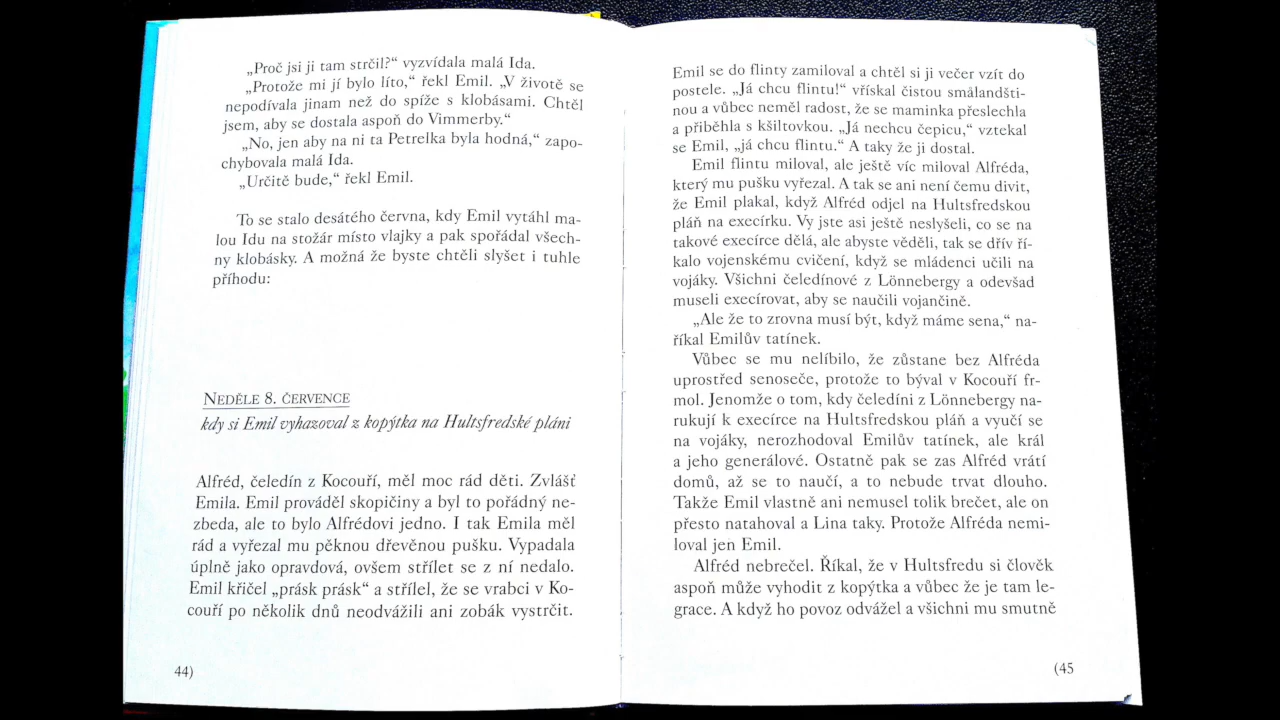 „Proč jsi ji tam strčil?“ vyzvídala malá Ida.
„Protože mi jí bylo líto,“ řekl Emil. „V životě se
nepodívala jinam než do spíže s klobásami. Chtěl
jsem, aby se dostala aspoň do Vimmerby.“
„No, jen aby na ni ta Petrelka byla hodná,“ zapo-
chybovala malá Ida.
„Určitě bude,“ řekl Emil.
To se stalo desátého června, kdy Emil vytáhl ma-
lou Idu na stožár místo vlajky a pak spořádal všech-
ny klobásky. A možná že byste chtěli slyšet i tuhle
příhodu:
NEDĚLE 8. ČERVENCE
kdy si Emil vyhazoval z kopýtka na Hultsfredské pláni
Alfréd, čeledín z Kocouří, měl moc rád děti. Zvlášť
Emila. Emil prováděl skopičiny a byl to pořádný ne-
zbeda, ale to bylo Alfrédovi jedno. I tak Emila měl
rád a vyřezal mu pěknou dřevěnou pušku. Vypadala
úplně jako opravdová, ovšem střílet se z ní nedalo.
Emil křičel „prásk prásk“ a střílel, že se vrabci v Ko-
couří po několik dnů neodvážili ani zobák vystrčit.
44)
Emil se do flinty zamiloval a chtěl si ji večer vzít do
postele. „Já chcu flintu!“ vřískal čistou smålandšti-
nou a vůbec neměl radost, že se maminka přeslechla
a přiběhla s kšiltovkou. „Já nechcu čepicu,“ vztekal
se Emil, „já chcu flintu.“ A taky že ji dostal.
Emil flintu miloval, ale ještě víc miloval Alfréda,
který mu pušku vyřezal. A tak se ani není čemu divit,
že Emil plakal, když Alfréd odjel na Hultsfredskou
pláň na execírku. Vy jste asi ještě neslyšeli, co se na
takové execírce dělá, ale abyste věděli, tak se dřív ří-
kalo vojenskému cvičení, když se mládenci učili na
vojáky. Všichni čeledínové z Lönnebergy a odevšad
museli execírovat, aby se naučili vojančině.
„Ale že to zrovna musí být, když máme sena,“ na-
říkal Emilův tatínek.
Vůbec se mu nelíbilo, že zůstane bez Alfréda
uprostřed senoseče, protože to býval v Kocouří fr-
mol. Jenomže o tom, kdy čeledíni z Lönnebergy na-
rukují k execírce na Hultsfredskou pláň a vyučí se
na vojáky, nerozhodoval Emilův tatínek, ale král
a jeho generálové. Ostatně pak se zas Alfréd vrátí
domů, až se to naučí, a to nebude trvat dlouho.
Takže Emil vlastně ani nemusel tolik brečet, ale on
přesto natahoval a Lina taky. Protože Alfréda nemi-
loval jen Emil.
Alfréd nebrečel. Říkal, že v Hultsfredu si člověk
aspoň může vyhodit z kopýtka a vůbec že je tam le-
grace. A když ho povoz odvážel a všichni mu smutně
(45